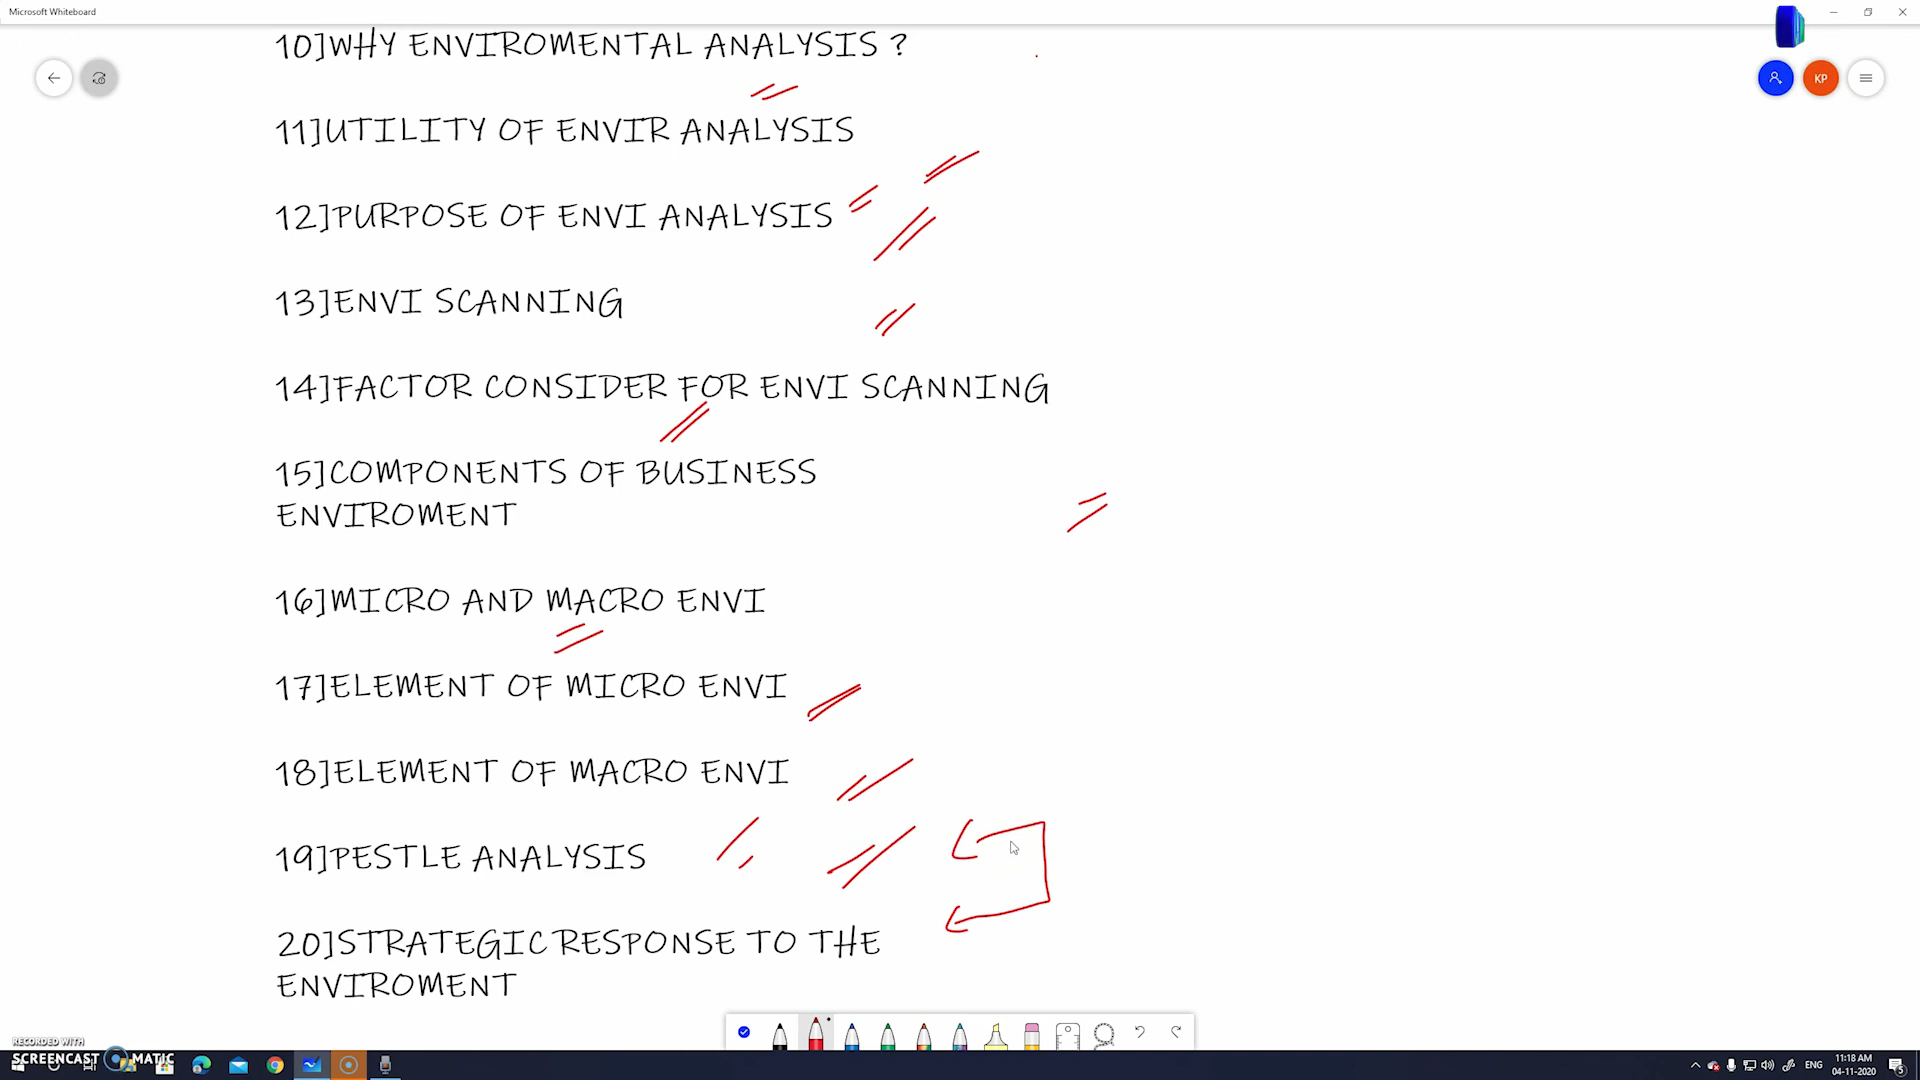 Microsoft Whiteboard
10]WHY ENVIROMENTAL ANALYSIS ?
KP
11]UTILITY OF ENVIR ANALYSIS
12]PURPOSE OF ENVI ANALYSIS
13]ENVI SCANNING
14]FACTOR CONSIDER FOR ENVI SCANNING
15]COMPONENTS OF BUSINESS
ENVIROMENT
16]MICRO AND MACRO ENVI
17]ELEMENT OF MICRO ENVI
18]ELEMENT OF MACRO ENVI
19]PESTLE ANALYSIS
20]STRATEGIC RESPONSE TO THE
ENVIROMENT
RECORDED WITH
SCREENCAST MATIC
ENG
11:18 AM
04-11-2020
5